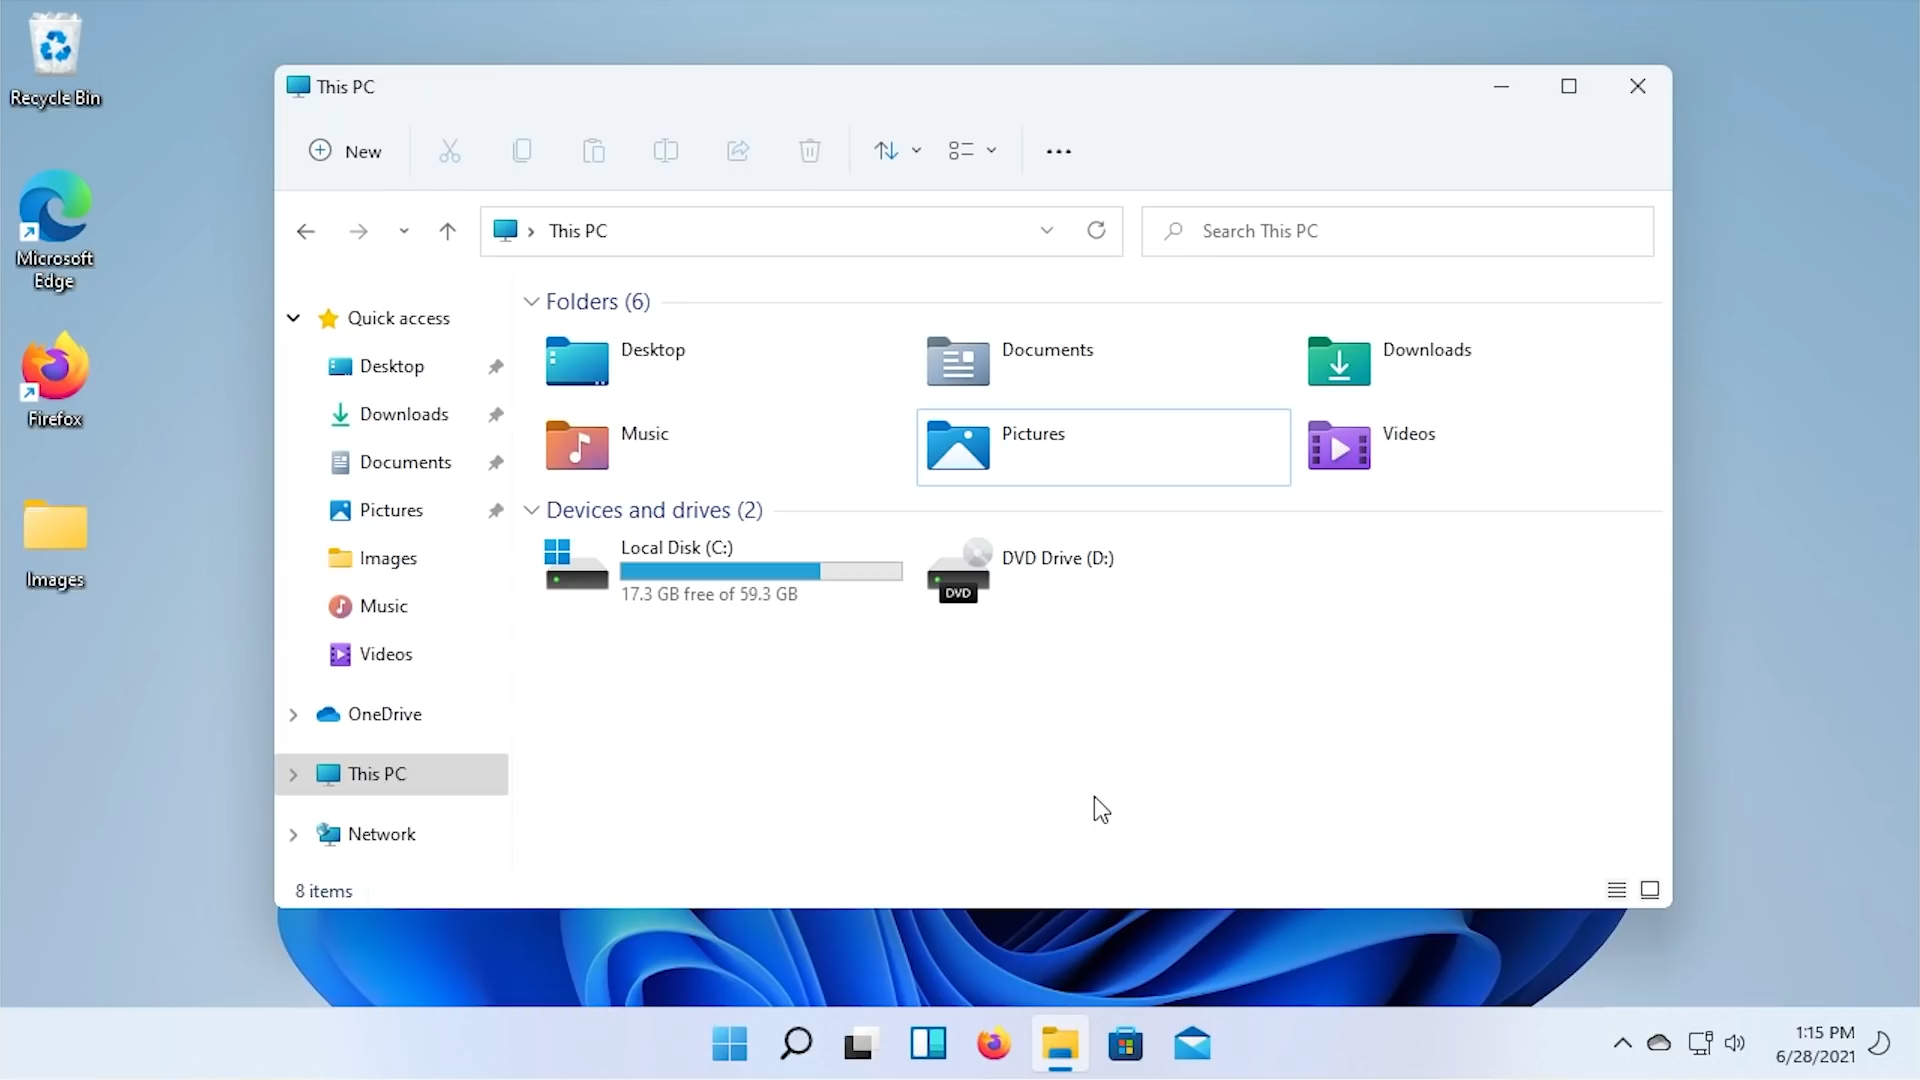 Recycle Bin
Microsoft
Edge
Firefox
Images
This PC
New
This PC
Search This PC
Quick access
Desktop
Downloads
Documents
Pictures
Images
Music
Videos
OneDrive
This PC
Network
Folders (6)
Desktop
Documents
Downloads
Music
Pictures
Videos
Devices and drives (2)
Local Disk (C:)
17.3 GB free of 59.3 GB
DVD
DVD Drive (D:)
8 items
1:15 PM
6/28/2021